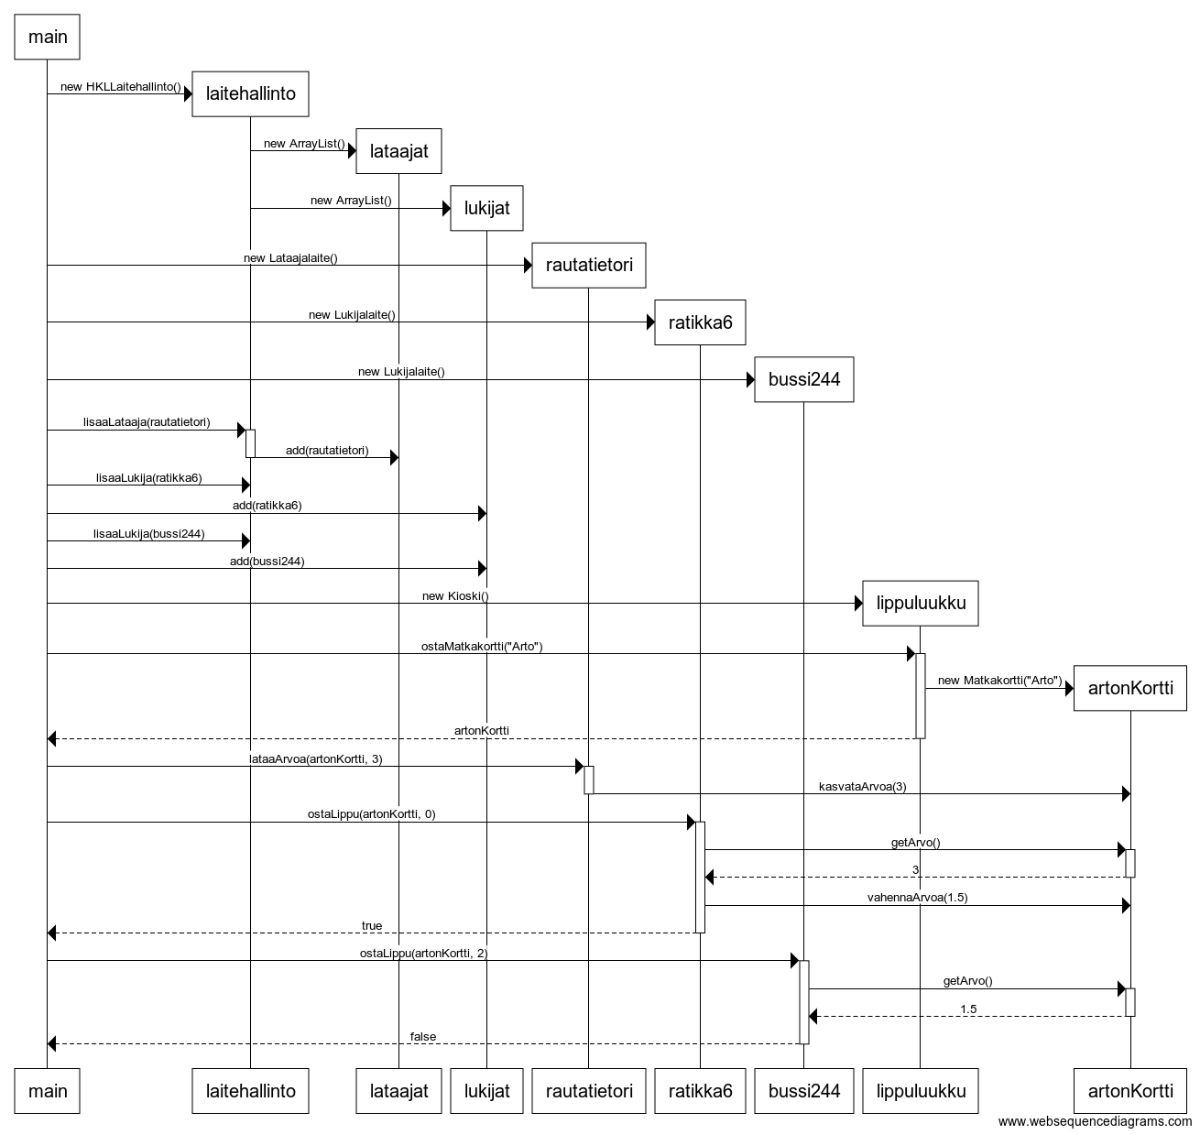 main
new HKLLaitehallinto()
laitehallinto
new ArrayList()
lataajat
new ArrayList()
lukijat
new Lataajalaite()
rautatietori
new Lukijalaite()
ratikka6
new Lukijalaite()
bussi244
lisaaLataaja(rautatietori)
add(rautatietori)
lisaaLukija(ratikka6)
add(ratikka6)
lisaaLukija(bussi244)
add(bussi244)
new Kioski()
lippuluukku
ostaMatkakortti("Arto")
new Matkakortti("Arto")
artonKortti
artonKortti
lataaArvoa(artonKortti, 3)
kasvataArvoa(3)
ostaLippu(artonKortti, 0)
getArvo()
3
vahennaArvoa(1.5)
true
ostaLippu(artonKortti, 2)
getArvo()
1.5
false
main laitehallinto lataajat lukijat rautatietori ratikka6 bussi244 lippuluukku artonKortti
www.websequencediagrams.com